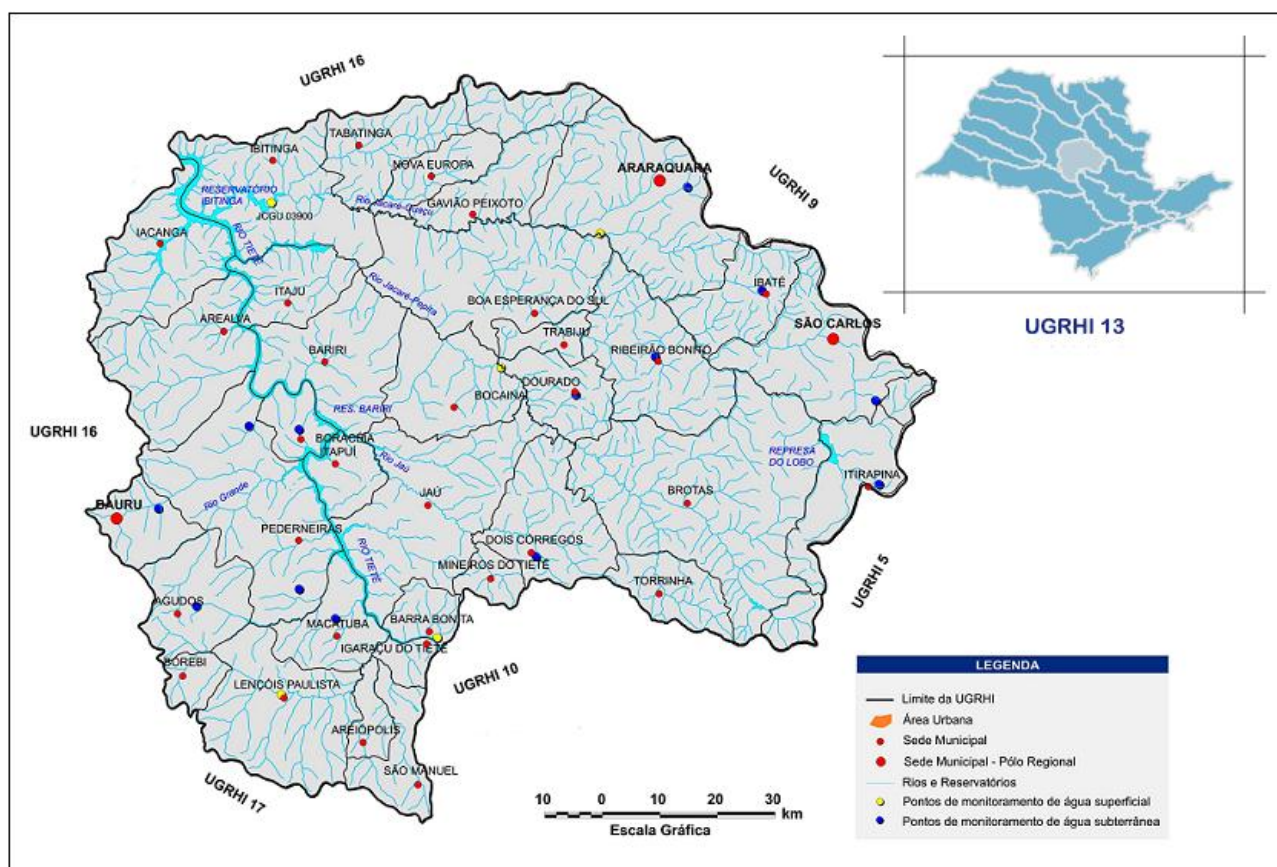 UGRHI 16
TABATINGA
IBITINGA
NOVA EUROPA
ARARAQUARA
UGRHI 9
RESERVATÓRIO
IBITINGA
JCGU 03900
Rio Jacaré-Guaçu
GAVIÃO PEIXOTO
IACANGA
RIO TIETÊ
ITAJU
Rio Jacaré-Pepira
BOA ESPERANÇA DO SUL
IBATÉ
SÃO CARLOS
AREALVA
TRABIJU
BARIRI
RIBEIRÃO BONITO
DOURADO
BOCAINA
RES. BARIRI
UGRHI 16
BORACÉIA
ITAPUÍ
Rio Jaú
REPRESA
DO LOBO
ITIRAPINA
Rio Grande
JAÚ
BROTAS
BAURU
PEDERNEIRAS
DOIS CÓRREGOS
RIO TIETÊ
MINEIROS DO TIETÊ
TORRINHA
UGRHI 5
AGUDOS
MACATUBA
BARRA BONITA
IGARAÇU DO TIETÊ
UGRHI 10
BOREBI
LENÇÓIS PAULISTA
AREIÓPOLIS
SÃO MANUEL
UGRHI 17
10 0 10 20 30
km
Escala Gráfica
UGRHI 13
LEGENDA
Limite da UGRHI
Área Urbana
Sede Municipal
Sede Municipal - Pólo Regional
Rios e Reservatórios
Pontos de monitoramento de água superficial
Pontos de monitoramento de água subterrânea